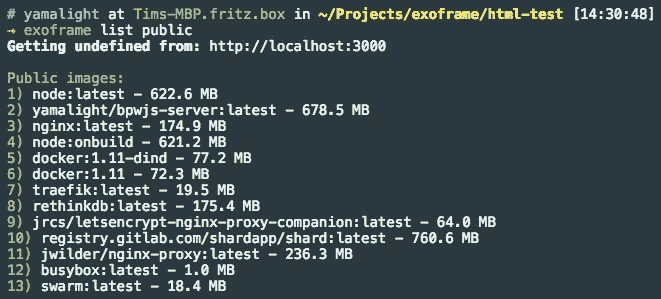 # yamalight at Tims-MBP.fritz.box in ~/Projects/exoframe/html-test [14:30:48]
→ exoframe list public
Getting undefined from: http://localhost:3000

Public images:
1) node:latest – 622.6 MB
2) yamalight/bpwjs-server:latest – 678.5 MB
3) nginx:latest – 174.9 MB
4) node:onbuild – 621.2 MB
5) docker:1.11-dind – 77.2 MB
6) docker:1.11 – 72.3 MB
7) traefik:latest – 19.5 MB
8) rethinkdb:latest – 175.4 MB
9) jrcs/letsencrypt-nginx-proxy-companion:latest – 64.0 MB
10) registry.gitlab.com/shardapp/shard:latest – 760.6 MB
11) jwilder/nginx-proxy:latest – 236.3 MB
12) busybox:latest – 1.0 MB
13) swarm:latest – 18.4 MB